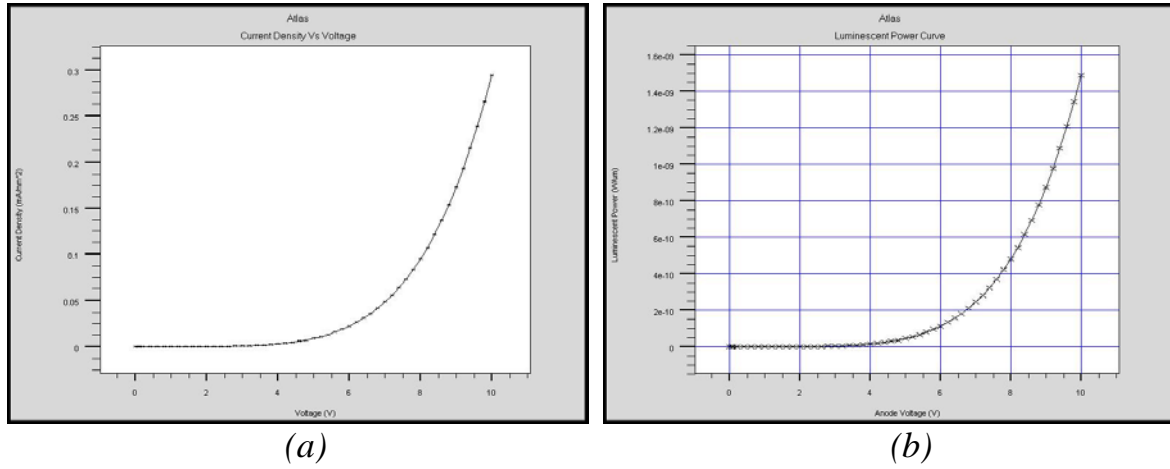 Atlas
Current Density Vs Voltage
0.3
0.25
0.2
0.15
0.1
0.05
0
Current Density (mA/mm^2)
0 2 4 6 8 10
Voltage (V)
(a)
Atlas
Luminescent Power Curve
1.6e-09
1.4e-09
1.2e-09
1e-09
8e-10
6e-10
4e-10
2e-10
0
Luminescent Power (W/um)
0 2 4 6 8 10
Anode Voltage (V)
(b)